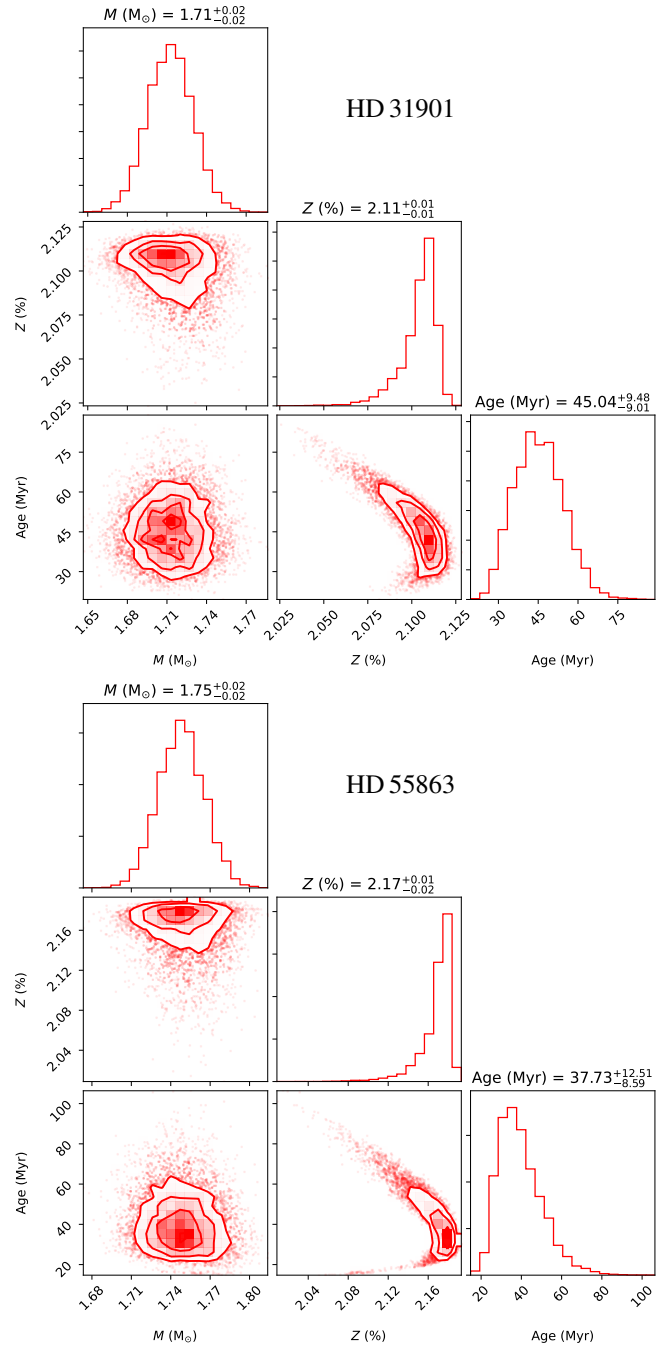 M (M☉) = 1.71 +0.02 −0.02
HD 31901
Z (%) = 2.11 +0.01 −0.01
2.125
2.100
2.075
2.050
2.025
Z (%)
Age (Myr) = 45.04 +9.48 −9.01
75
60
45
30
Age (Myr)
1.65 1.68 1.71 1.74 1.77
2.025 2.050 2.075 2.100 2.125
30 45 60 75
M (M☉) Z (%) Age (Myr)
M (M☉) = 1.75 +0.02 −0.02
HD 55863
Z (%) = 2.17 +0.01 −0.02
2.16
2.12
2.08
2.04
Z (%)
Age (Myr) = 37.73 +12.51 −8.59
100
80
60
40
20
Age (Myr)
1.68 1.71 1.74 1.77 1.80
2.04 2.08 2.12 2.16
20 40 60 80 100
M (M☉) Z (%) Age (Myr)